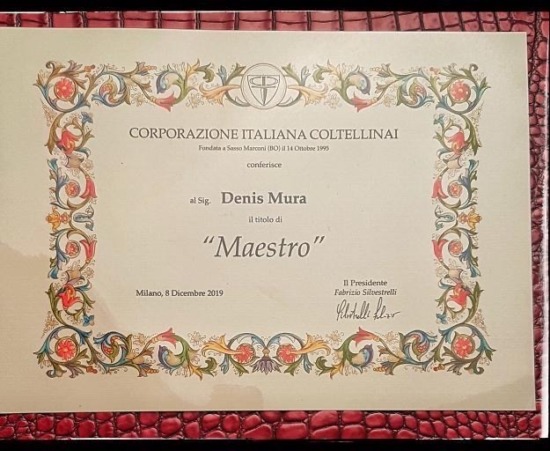 CORPORAZIONE ITALIANA COLTELLINAI
Fondata a Sasso Marconi (BO) il 14 Ottobre 1995
conferisce
al Sig. Denis Mura
il titolo di
“Maestro”
Milano, 8 Dicembre 2019
Il Presidente
Fabrizio Silvestrelli